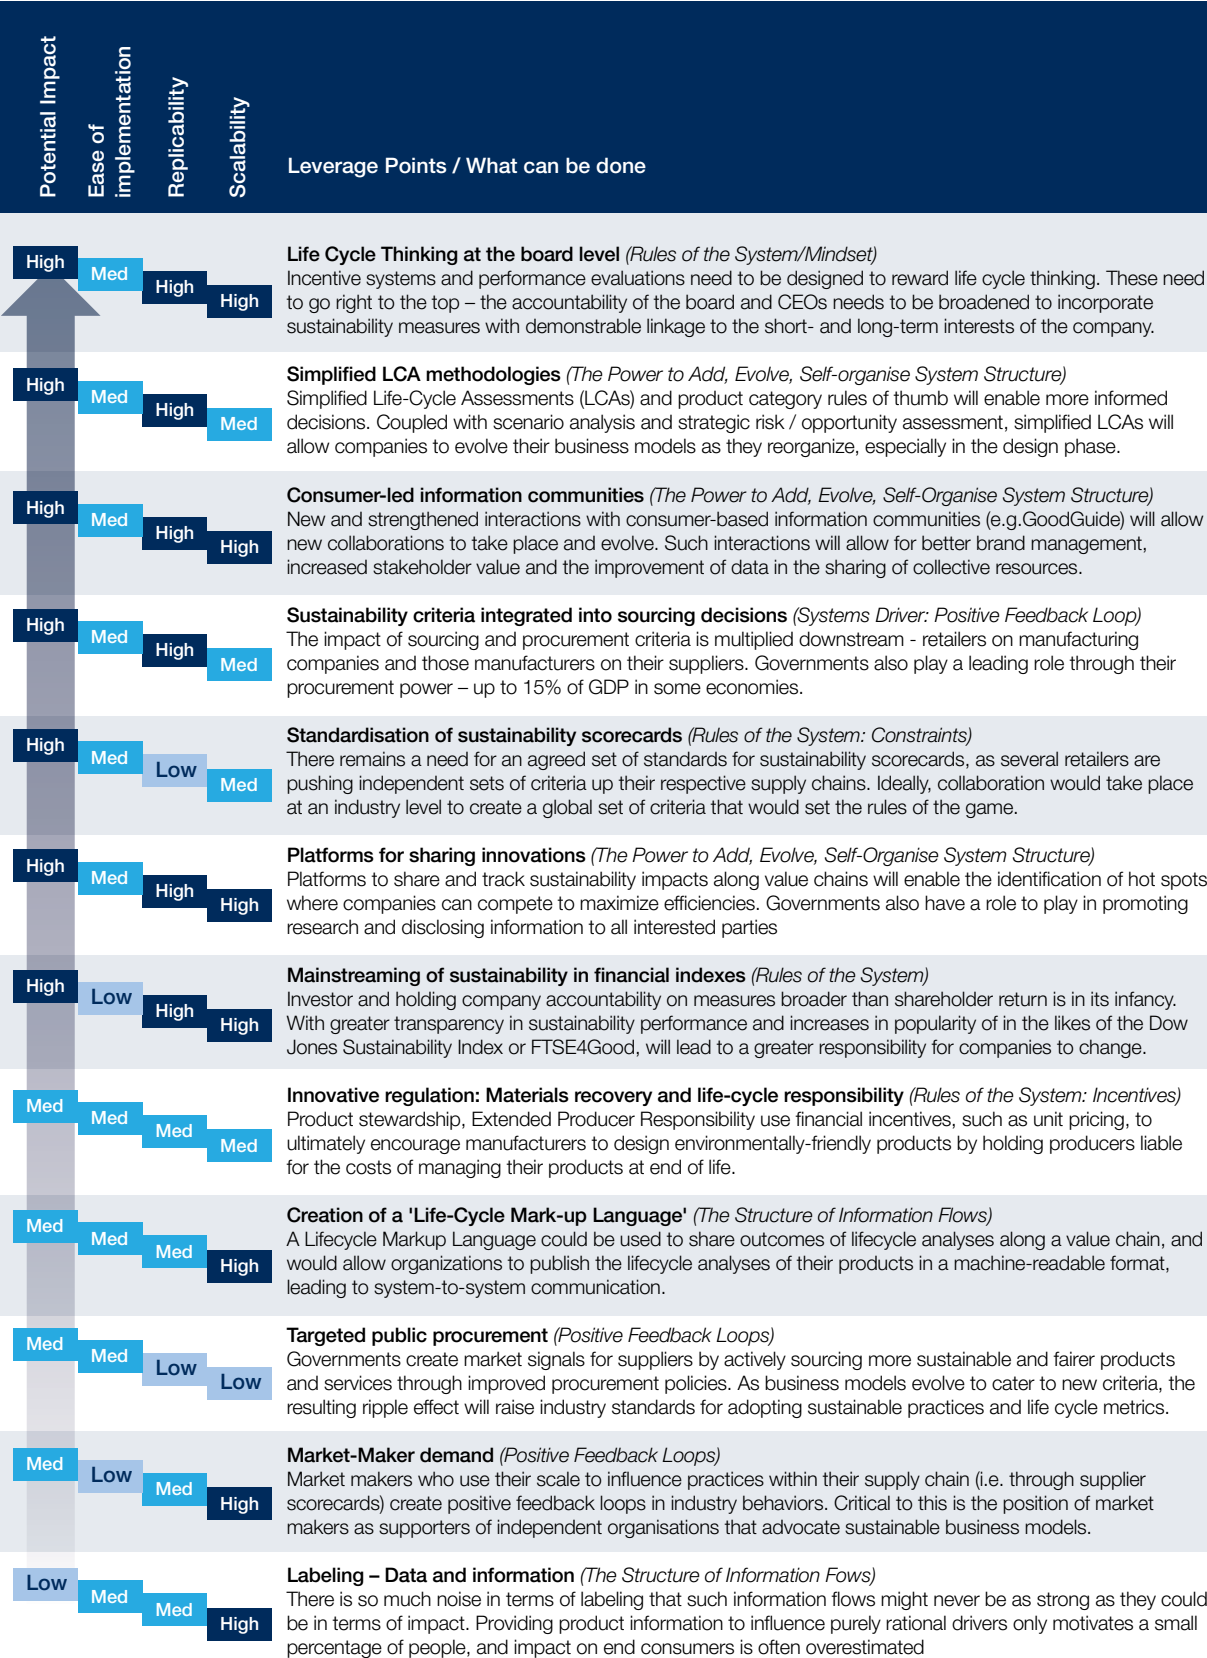 Potential Impact
Ease of
implementation
Replicability
Scalability
Leverage Points / What can be done
High
Med
High
High
Life Cycle Thinking at the board level (Rules of the System/Mindset)
Incentive systems and performance evaluations need to be designed to reward life cycle thinking. These need
to go right to the top – the accountability of the board and CEOs needs to be broadened to incorporate
sustainability measures with demonstrable linkage to the short- and long-term interests of the company.
High
Med
High
Med
Simplified LCA methodologies (The Power to Add, Evolve, Self-organise System Structure)
Simplified Life-Cycle Assessments (LCAs) and product category rules of thumb will enable more informed
decisions. Coupled with scenario analysis and strategic risk / opportunity assessment, simplified LCAs will
allow companies to evolve their business models as they reorganize, especially in the design phase.
High
Med
High
High
Consumer-led information communities (The Power to Add, Evolve, Self-Organise System Structure)
New and strengthened interactions with consumer-based information communities (e.g.GoodGuide) will allow
new collaborations to take place and evolve. Such interactions will allow for better brand management,
increased stakeholder value and the improvement of data in the sharing of collective resources.
High
Med
High
Med
Sustainability criteria integrated into sourcing decisions (Systems Driver: Positive Feedback Loop)
The impact of sourcing and procurement criteria is multiplied downstream - retailers on manufacturing
companies and those manufacturers on their suppliers. Governments also play a leading role through their
procurement power – up to 15% of GDP in some economies.
High
Med
Low
Med
Standardisation of sustainability scorecards (Rules of the System: Constraints)
There remains a need for an agreed set of standards for sustainability scorecards, as several retailers are
pushing independent sets of criteria up their respective supply chains. Ideally, collaboration would take place
at an industry level to create a global set of criteria that would set the rules of the game.
High
Med
High
High
Platforms for sharing innovations (The Power to Add, Evolve, Self-Organise System Structure)
Platforms to share and track sustainability impacts along value chains will enable the identification of hot spots
where companies can compete to maximize efficiencies. Governments also have a role to play in promoting
research and disclosing information to all interested parties
High
Low
High
High
Mainstreaming of sustainability in financial indexes (Rules of the System)
Investor and holding company accountability on measures broader than shareholder return is in its infancy.
With greater transparency in sustainability performance and increases in popularity of in the likes of the Dow
Jones Sustainability Index or FTSE4Good, will lead to a greater responsibility for companies to change.
Med
Med
Med
Med
Innovative regulation: Materials recovery and life-cycle responsibility (Rules of the System: Incentives)
Product stewardship, Extended Producer Responsibility use financial incentives, such as unit pricing, to
ultimately encourage manufacturers to design environmentally-friendly products by holding producers liable
for the costs of managing their products at end of life.
Med
Med
Med
High
Creation of a 'Life-Cycle Mark-up Language' (The Structure of Information Flows)
A Lifecycle Markup Language could be used to share outcomes of lifecycle analyses along a value chain, and
would allow organizations to publish the lifecycle analyses of their products in a machine-readable format,
leading to system-to-system communication.
Med
Med
Low
Low
Targeted public procurement (Positive Feedback Loops)
Governments create market signals for suppliers by actively sourcing more sustainable and fairer products
and services through improved procurement policies. As business models evolve to cater to new criteria, the
resulting ripple effect will raise industry standards for adopting sustainable practices and life cycle metrics.
Med
Low
Med
High
Market-Maker demand (Positive Feedback Loops)
Market makers who use their scale to influence practices within their supply chain (i.e. through supplier
scorecards) create positive feedback loops in industry behaviors. Critical to this is the position of market
makers as supporters of independent organisations that advocate sustainable business models.
Low
Med
Med
High
Labeling – Data and information (The Structure of Information Fows)
There is so much noise in terms of labeling that such information flows might never be as strong as they could
be in terms of impact. Providing product information to influence purely rational drivers only motivates a small
percentage of people, and impact on end consumers is often overestimated